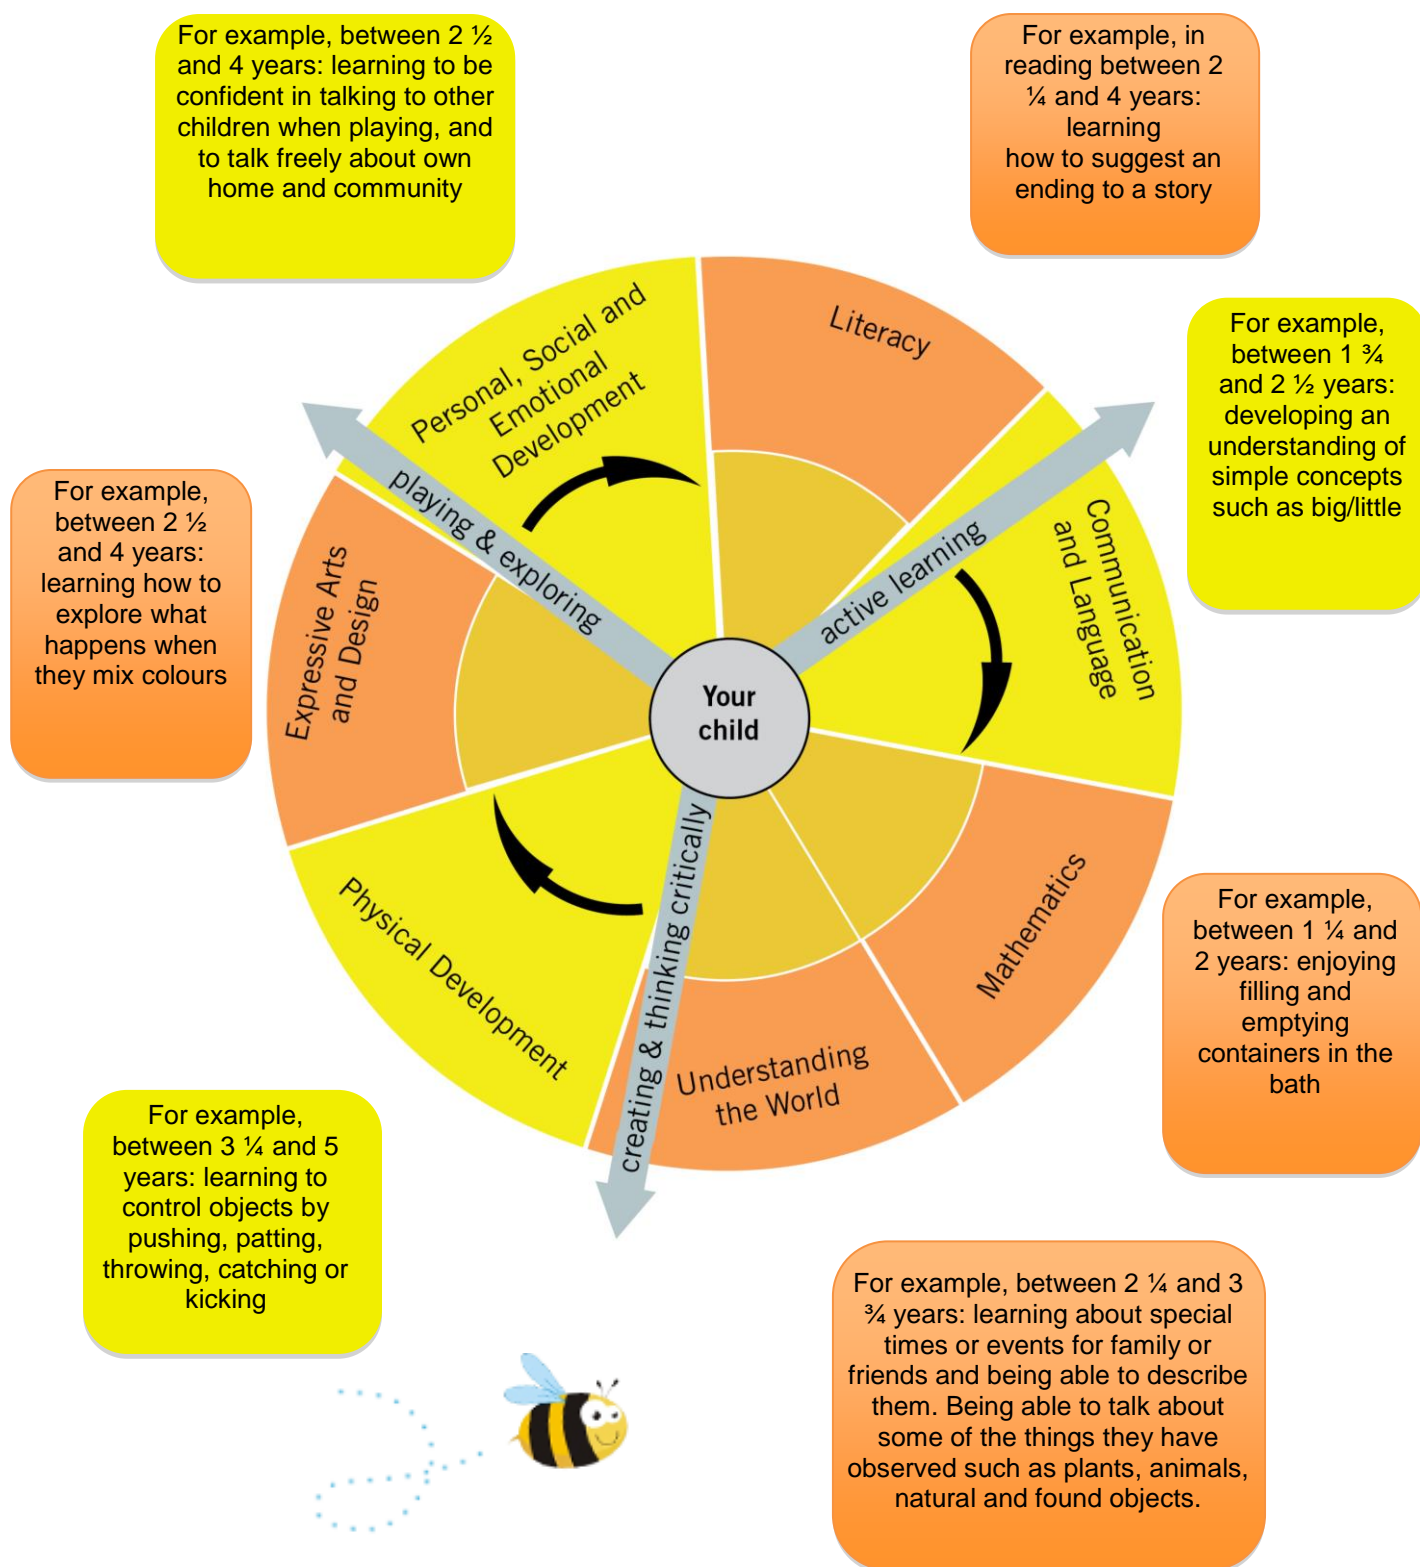 For example, between 2 ½
and 4 years: learning to be
confident in talking to other
children when playing, and
to talk freely about own
home and community
For example, in
reading between 2
¼ and 4 years:
learning
how to suggest an
ending to a story
For example,
between 1 ¾
and 2 ½ years:
developing an
understanding of
simple concepts
such as big/little
For example,
between 2 ½
and 4 years:
learning how to
explore what
happens when
they mix colours
Personal, Social and
Emotional
Development
Literacy
Communication
and Language
Mathematics
Understanding
the World
Physical Development
Expressive Arts
and Design
playing & exploring
active learning
creating & thinking critically
Your
child
For example,
between 1 ¼ and
2 years: enjoying
filling and
emptying
containers in the
bath
For example,
between 3 ¼ and 5
years: learning to
control objects by
pushing, patting,
throwing, catching or
kicking
For example, between 2 ¼ and 3
¾ years: learning about special
times or events for family or
friends and being able to describe
them. Being able to talk about
some of the things they have
observed such as plants, animals,
natural and found objects.